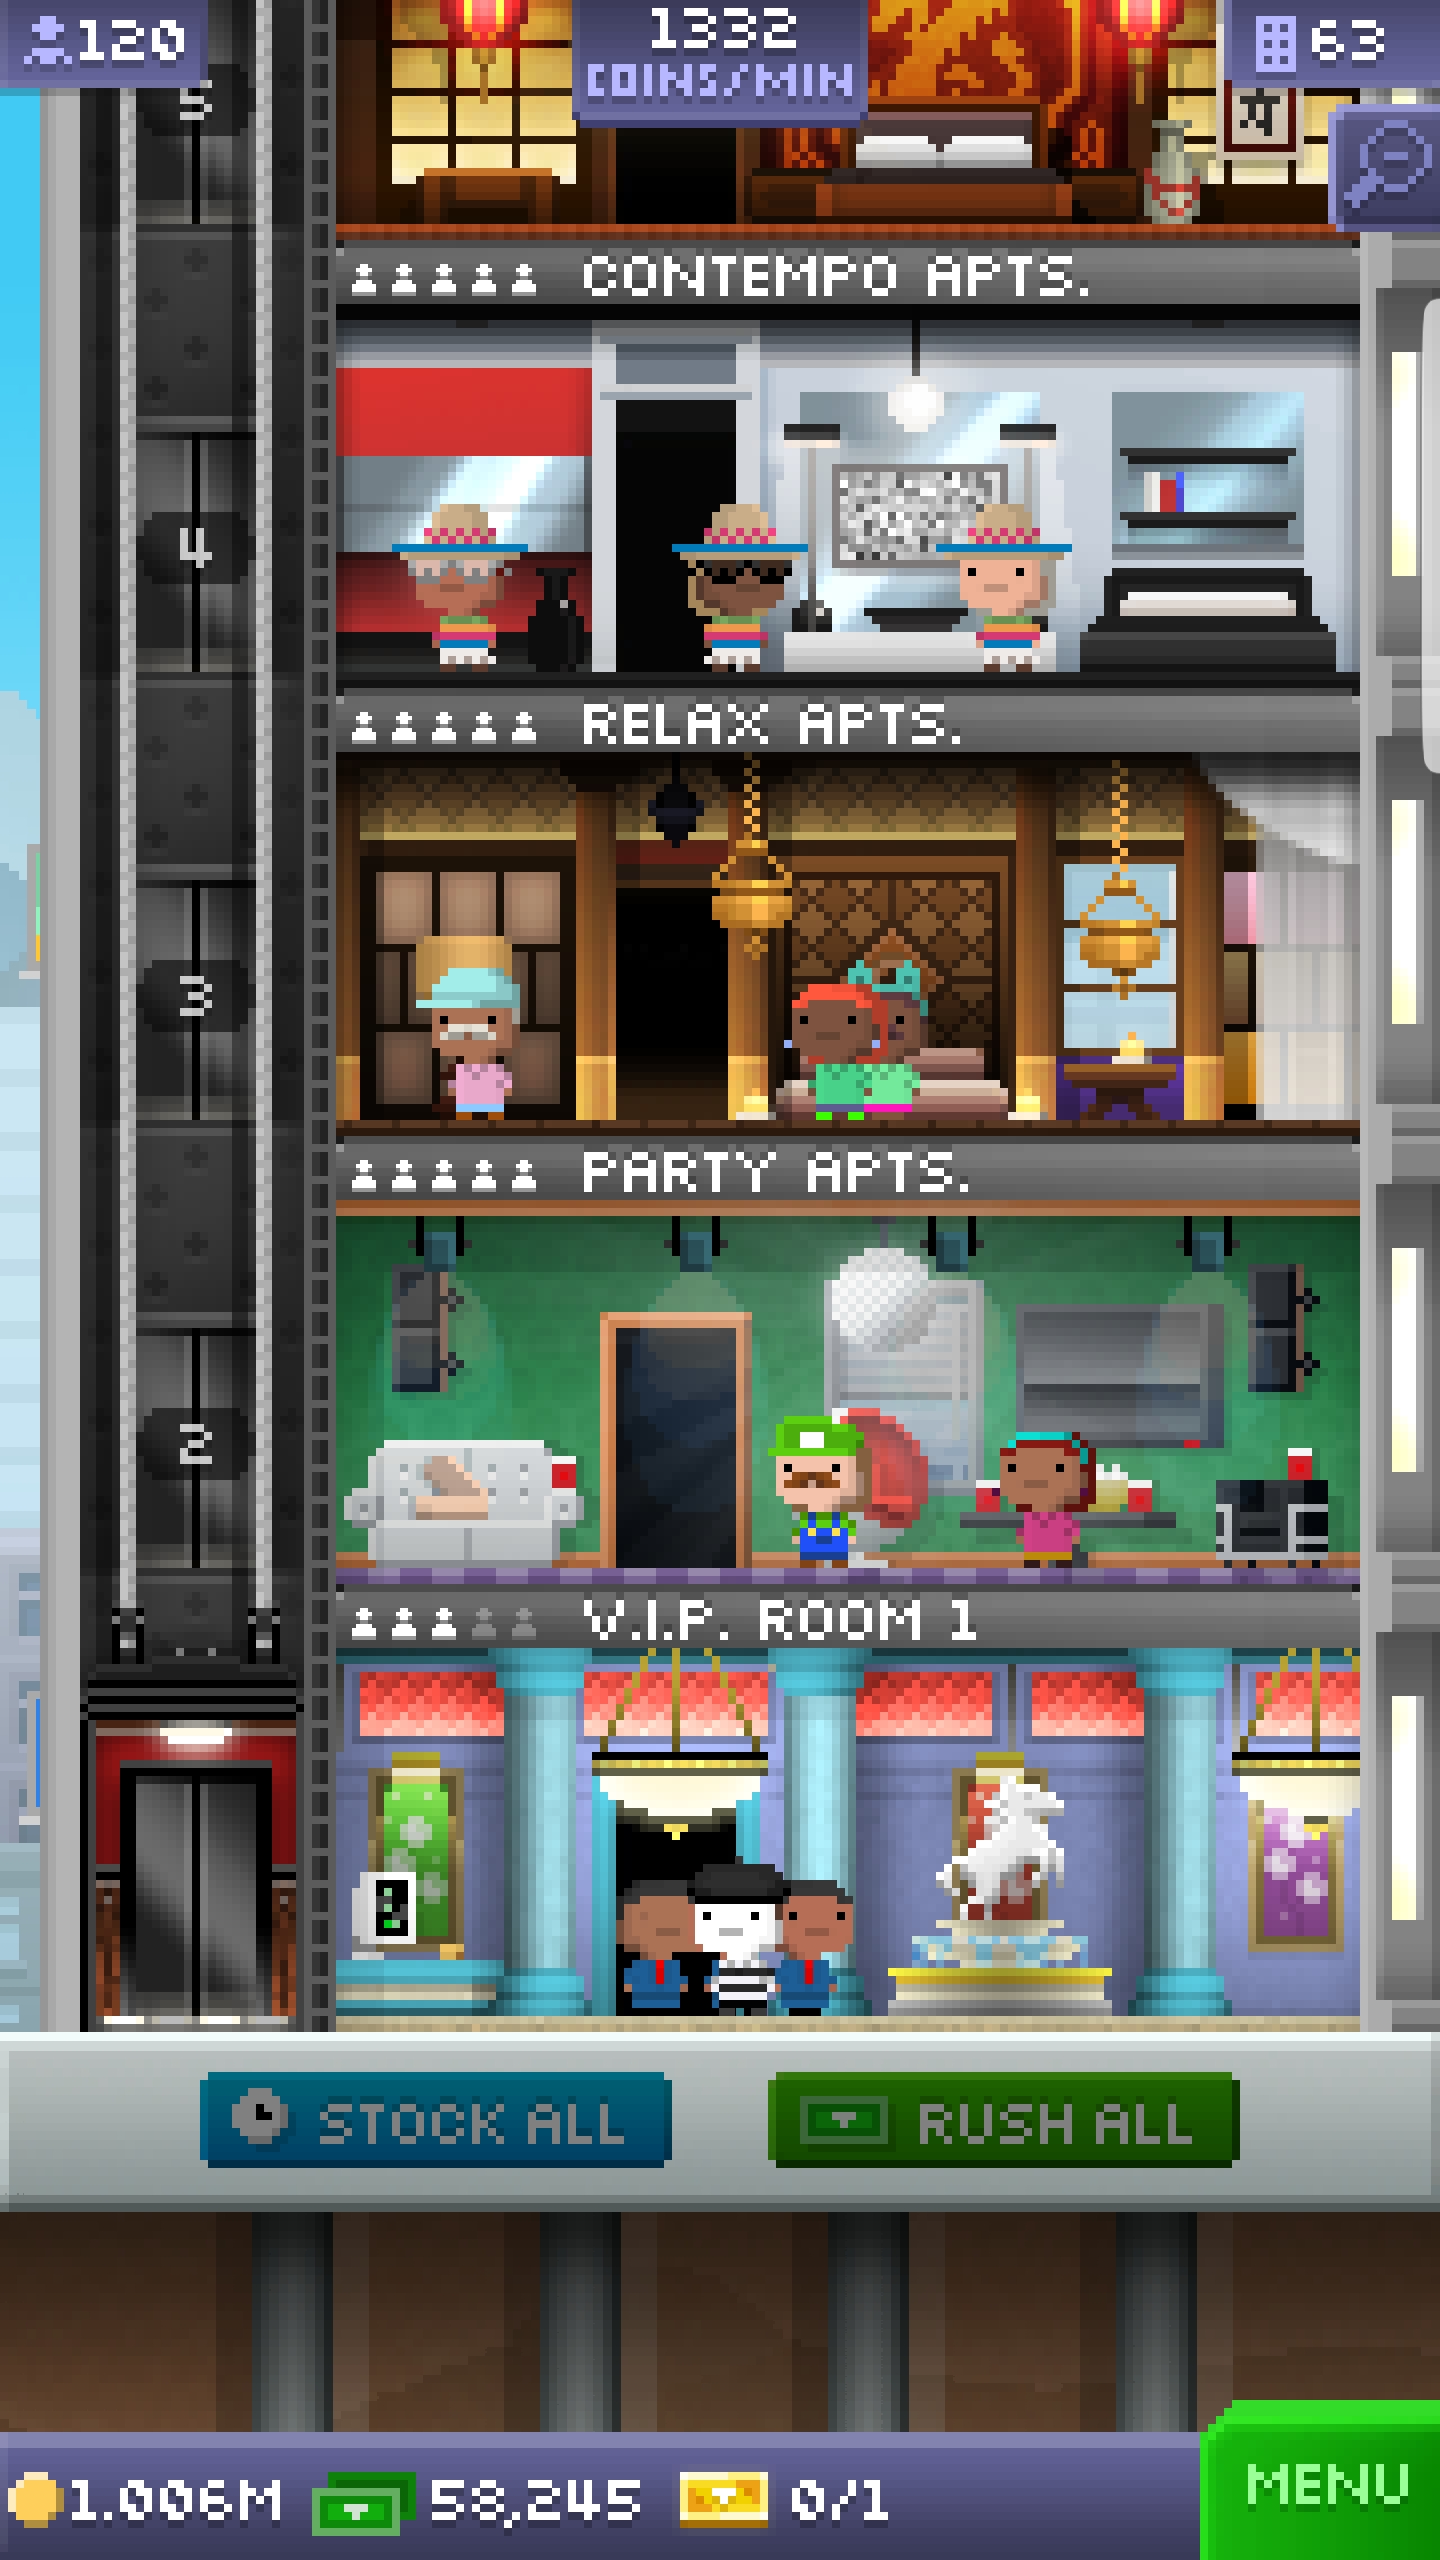 120
1332
COINS/MIN
63
5
CONTEMPO APTS.
4
RELAX APTS.
3
PARTY APTS.
2
V.I.P. ROOM 1
STOCK ALL
RUSH ALL
1.006M
58,245
0/1
MENU